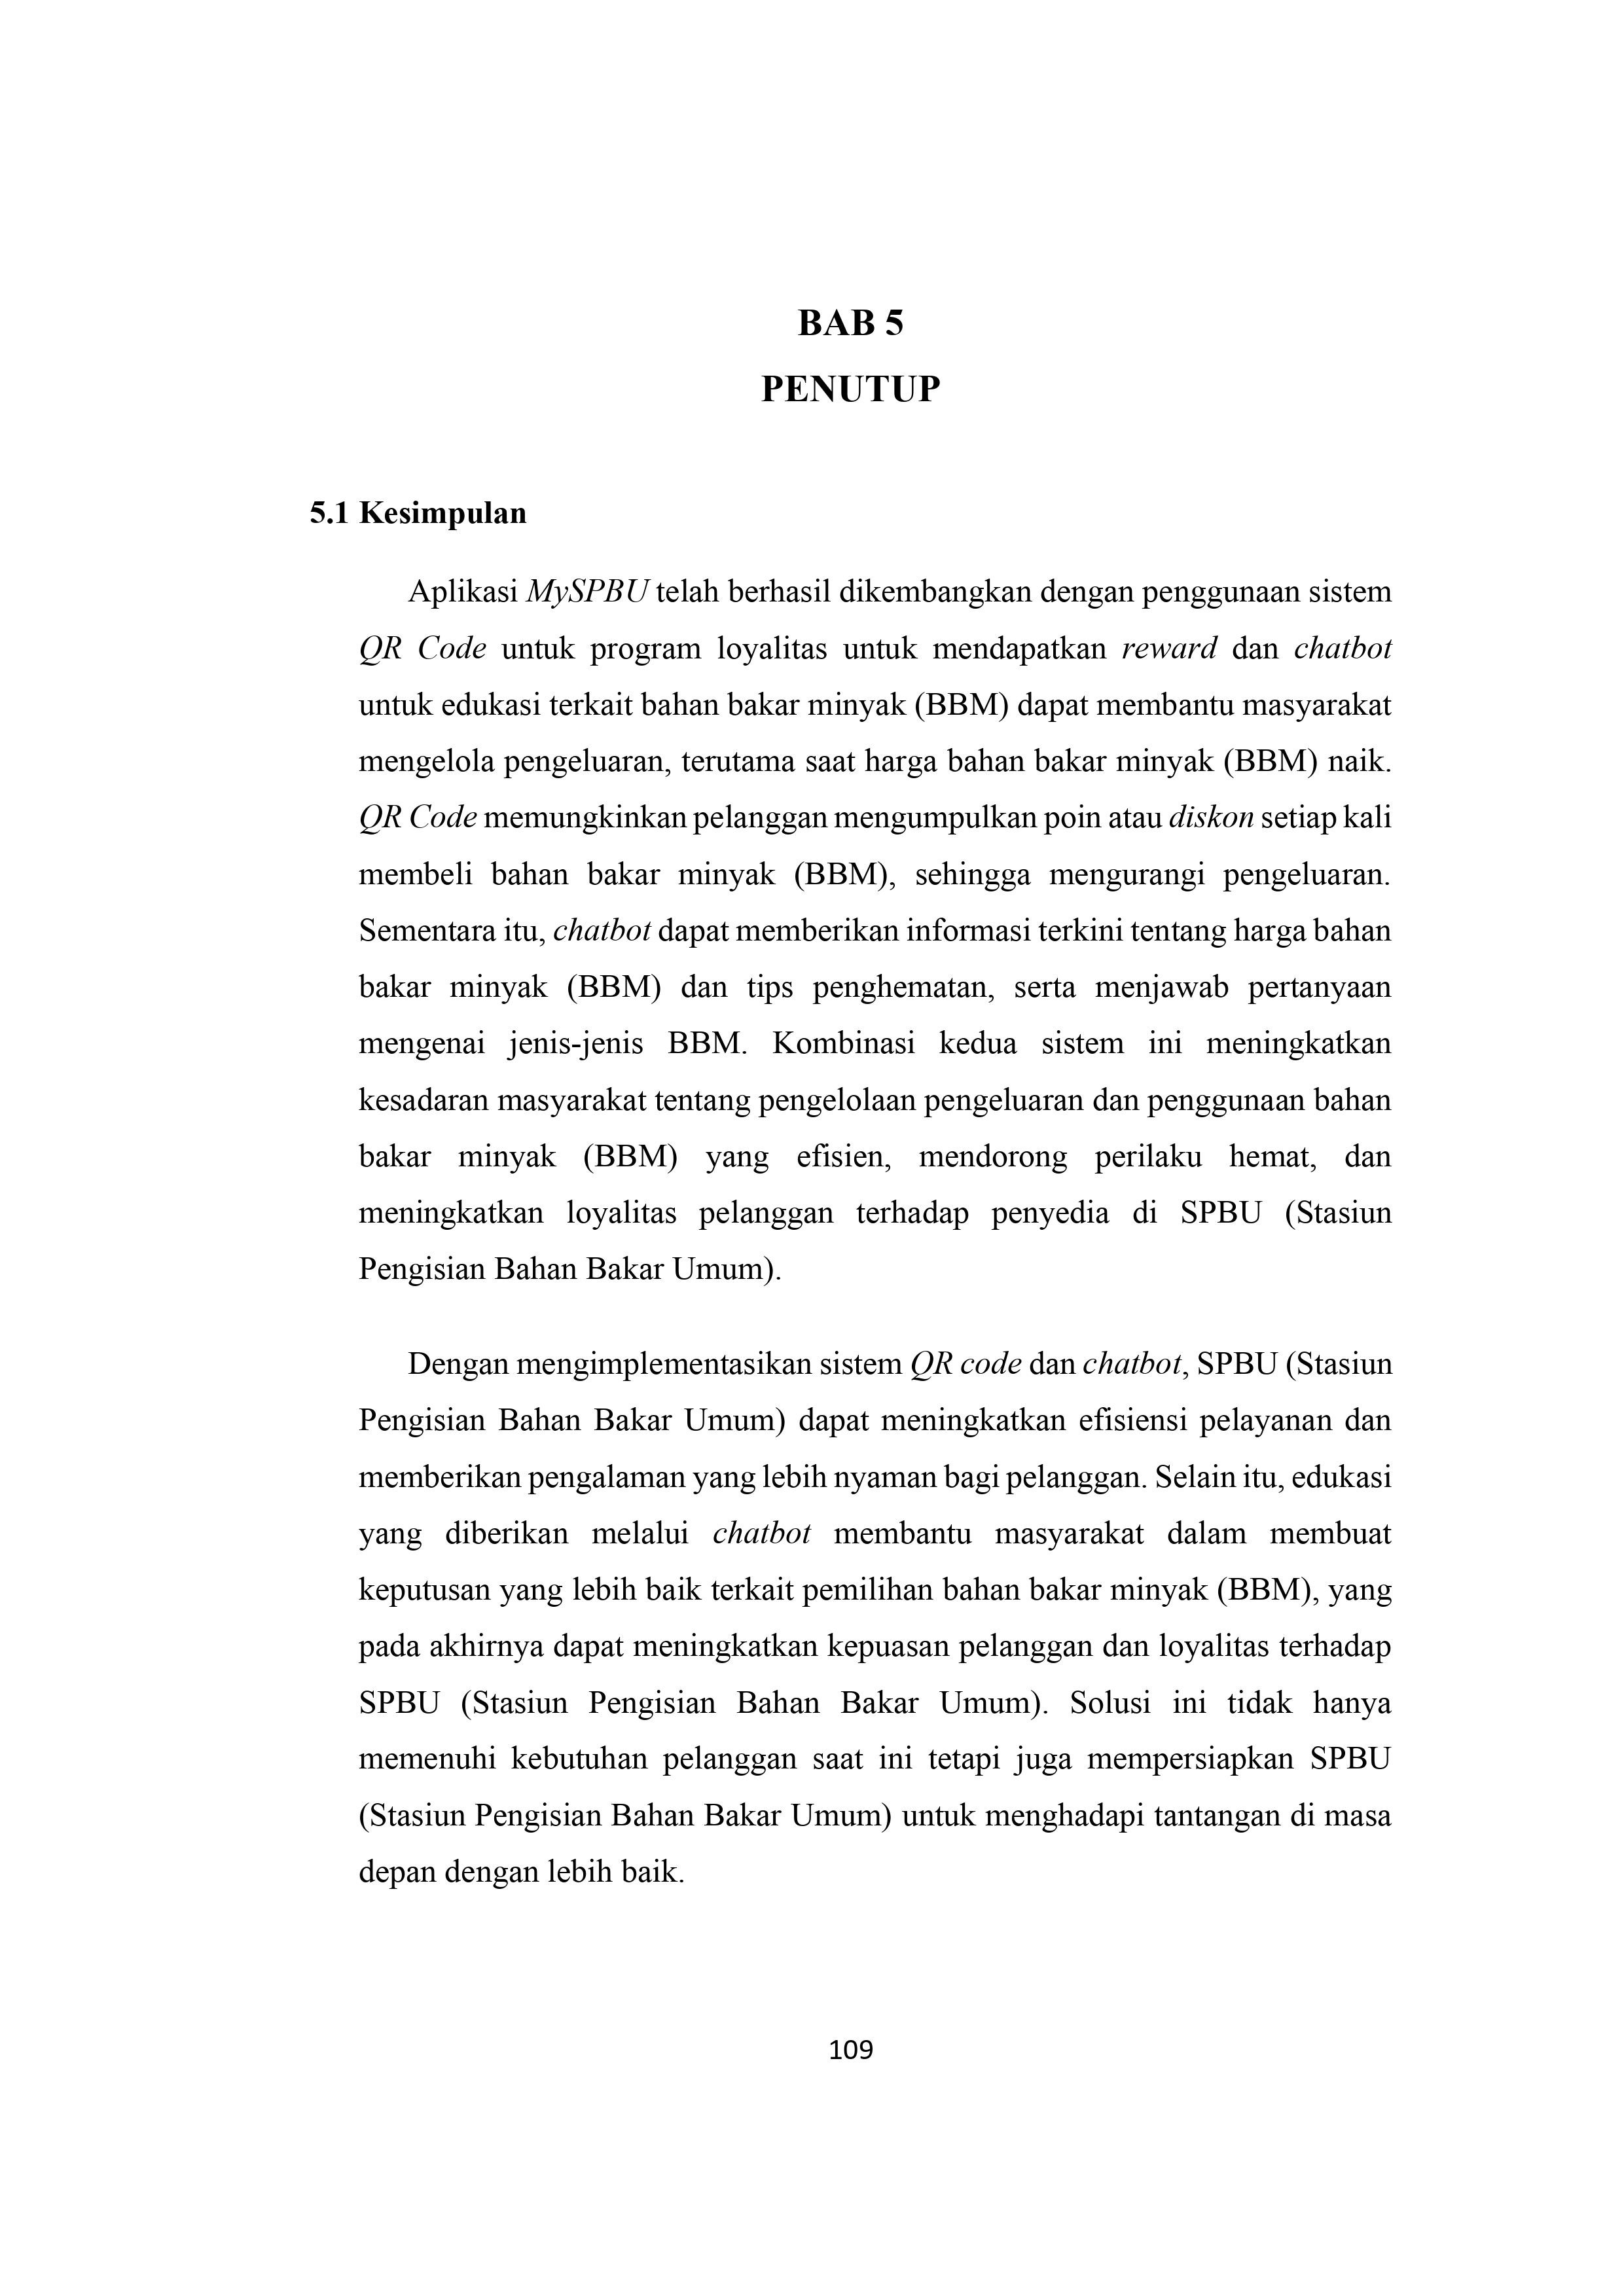 BAB 5
PENUTUP
5.1 Kesimpulan
Aplikasi MySPBU telah berhasil dikembangkan dengan penggunaan sistem
QR Code untuk program loyalitas untuk mendapatkan reward dan chatbot
untuk edukasi terkait bahan bakar minyak (BBM) dapat membantu masyarakat
mengelola pengeluaran, terutama saat harga bahan bakar minyak (BBM) naik.
QR Code memungkinkan pelanggan mengumpulkan poin atau diskon setiap kali
membeli bahan bakar minyak (BBM), sehingga mengurangi pengeluaran.
Sementara itu, chatbot dapat memberikan informasi terkini tentang harga bahan
bakar minyak (BBM) dan tips penghematan, serta menjawab pertanyaan
mengenai jenis-jenis BBM. Kombinasi kedua sistem ini meningkatkan
kesadaran masyarakat tentang pengelolaan pengeluaran dan penggunaan bahan
bakar minyak (BBM) yang efisien, mendorong perilaku hemat, dan
meningkatkan loyalitas pelanggan terhadap penyedia di SPBU (Stasiun
Pengisian Bahan Bakar Umum).
Dengan mengimplementasikan sistem QR code dan chatbot, SPBU (Stasiun
Pengisian Bahan Bakar Umum) dapat meningkatkan efisiensi pelayanan dan
memberikan pengalaman yang lebih nyaman bagi pelanggan. Selain itu, edukasi
yang diberikan melalui chatbot membantu masyarakat dalam membuat
keputusan yang lebih baik terkait pemilihan bahan bakar minyak (BBM), yang
pada akhirnya dapat meningkatkan kepuasan pelanggan dan loyalitas terhadap
SPBU (Stasiun Pengisian Bahan Bakar Umum). Solusi ini tidak hanya
memenuhi kebutuhan pelanggan saat ini tetapi juga mempersiapkan SPBU
(Stasiun Pengisian Bahan Bakar Umum) untuk menghadapi tantangan di masa
depan dengan lebih baik.
109